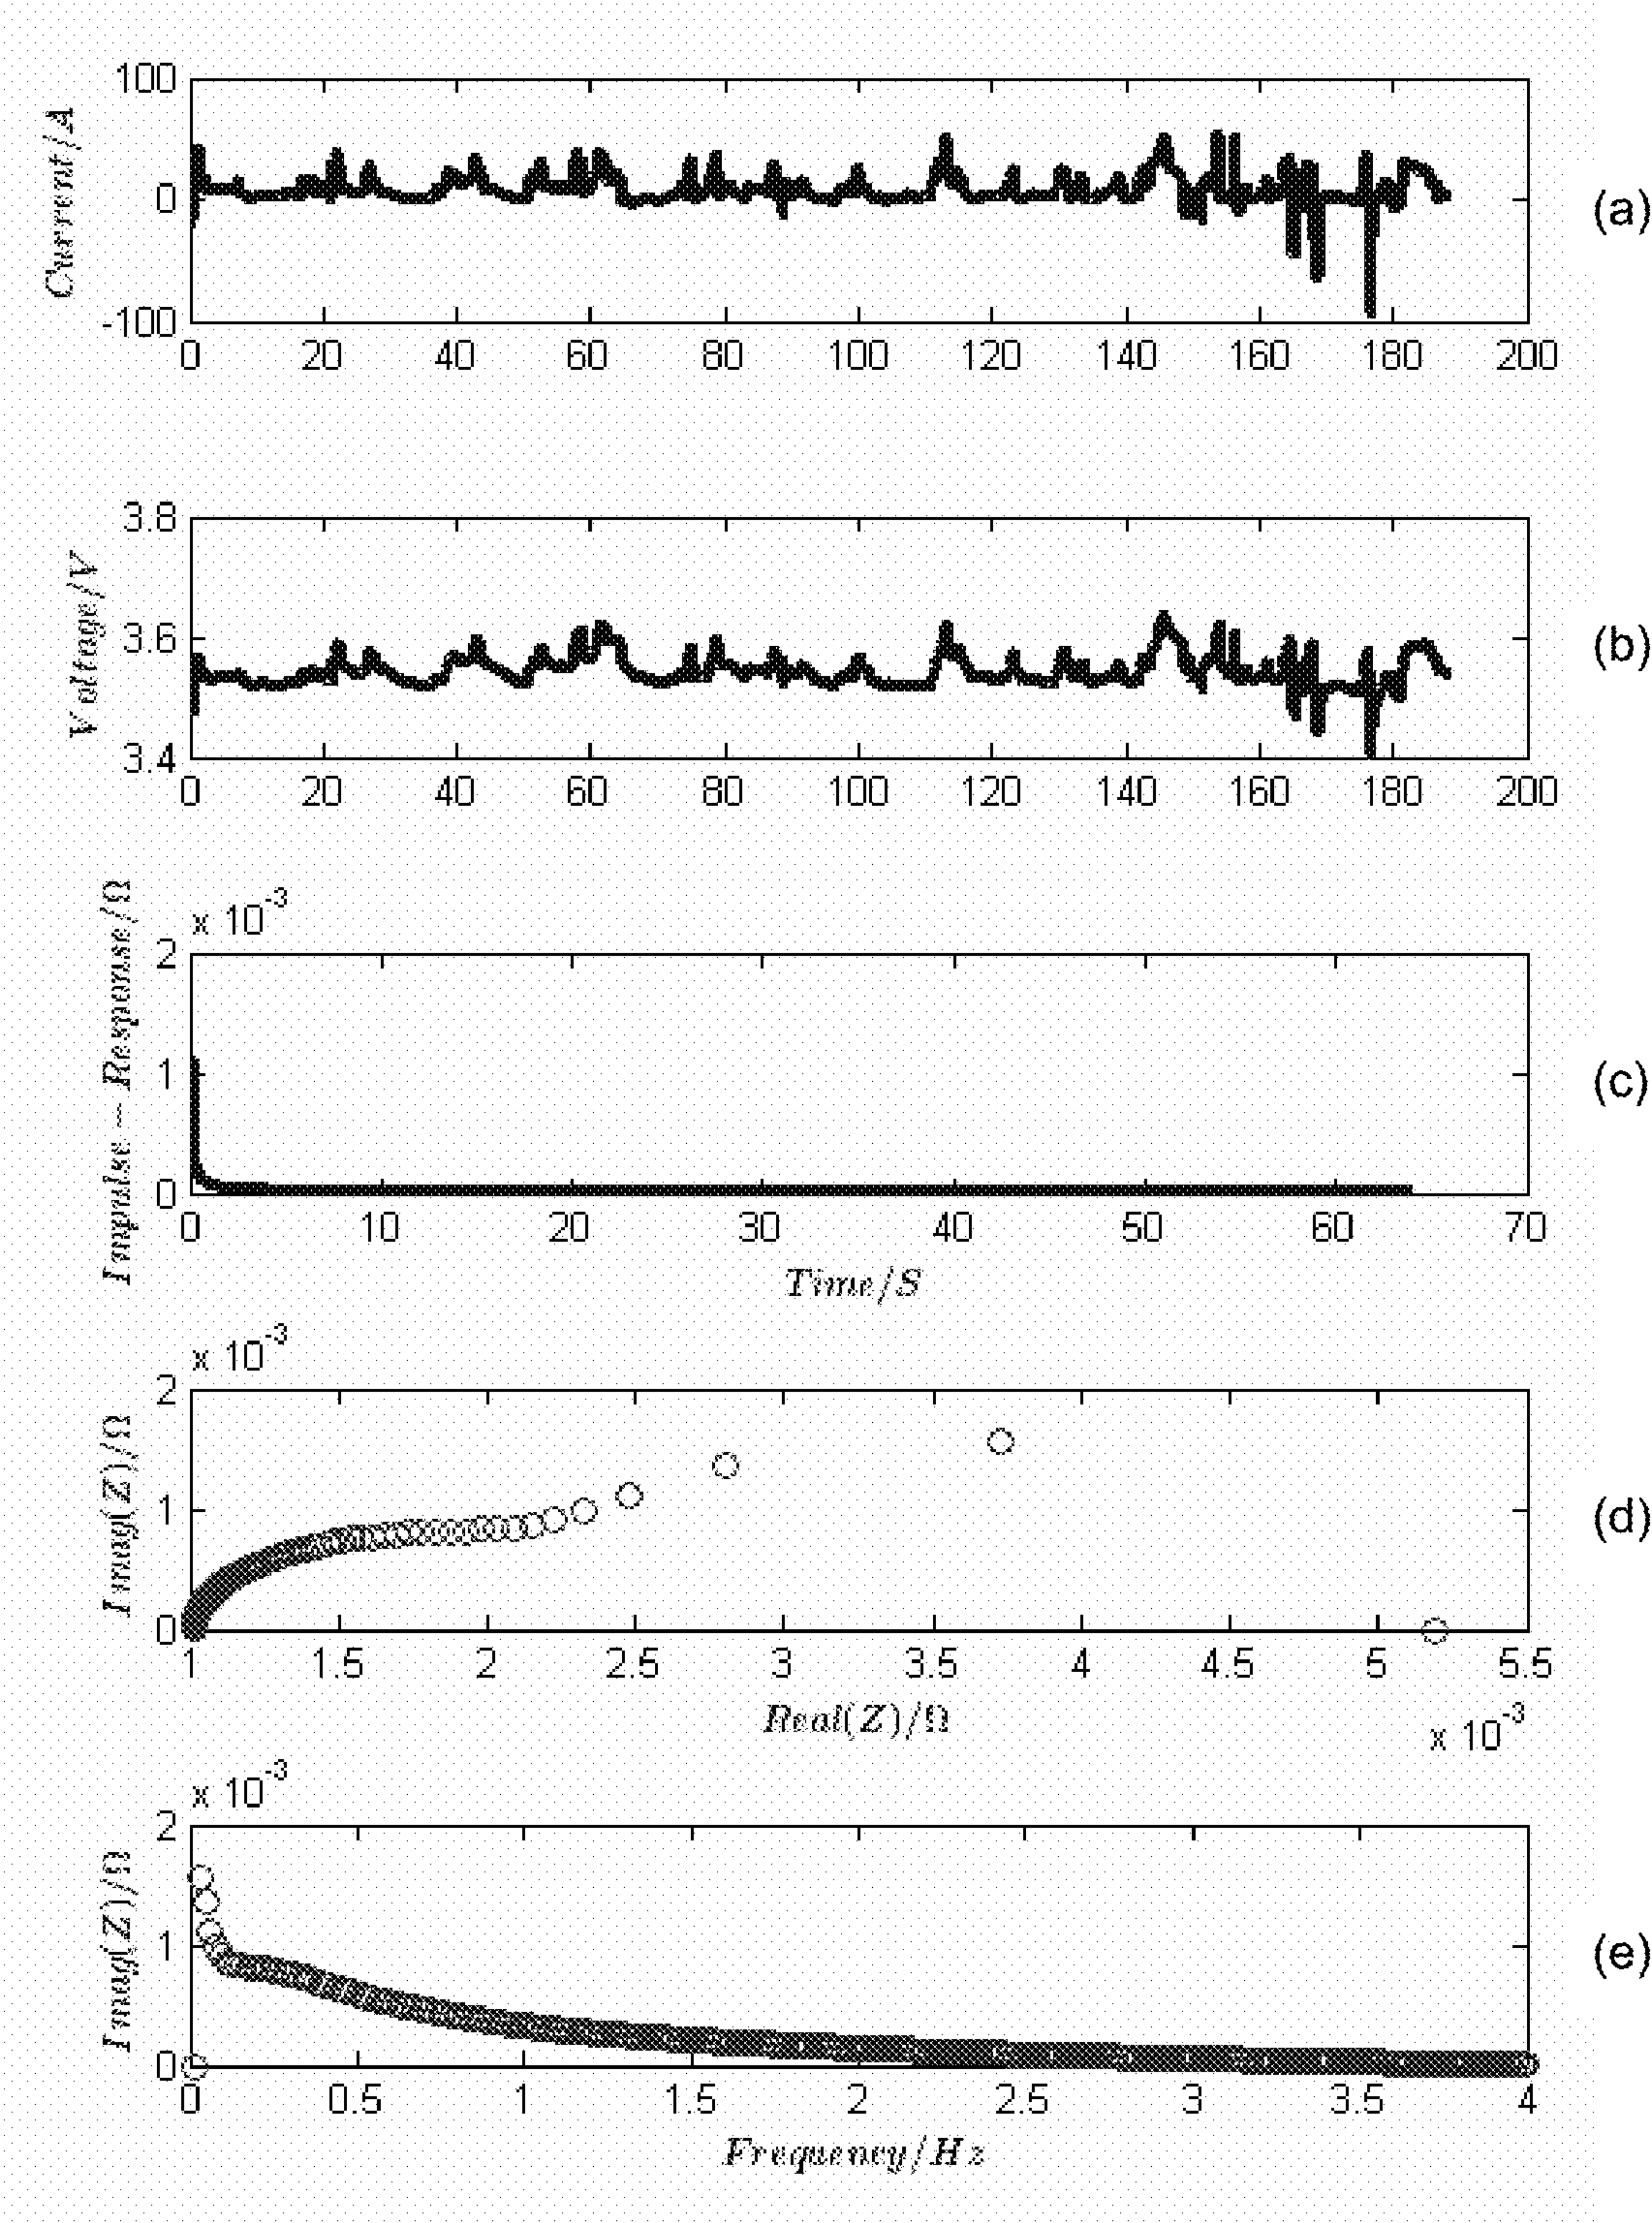 100
0
-100
Current/A
0 20 40 60 80 100 120 140 160 180 200
(a)
3.8
3.6
3.4
Voltage/V
0 20 40 60 80 100 120 140 160 180 200
(b)
x 10^-3
2
1
0
Impulse – Response/Ω
0 10 20 30 40 50 60 70
Time/S
(c)
x 10^-3
2
1
0
Imag(Z)/Ω
1 1.5 2 2.5 3 3.5 4 4.5 5 5.5
Real(Z)/Ω
x 10^-3
(d)
x 10^-3
2
1
0
Imag(Z)/Ω
0 0.5 1 1.5 2 2.5 3 3.5 4
Frequency/Hz
(e)